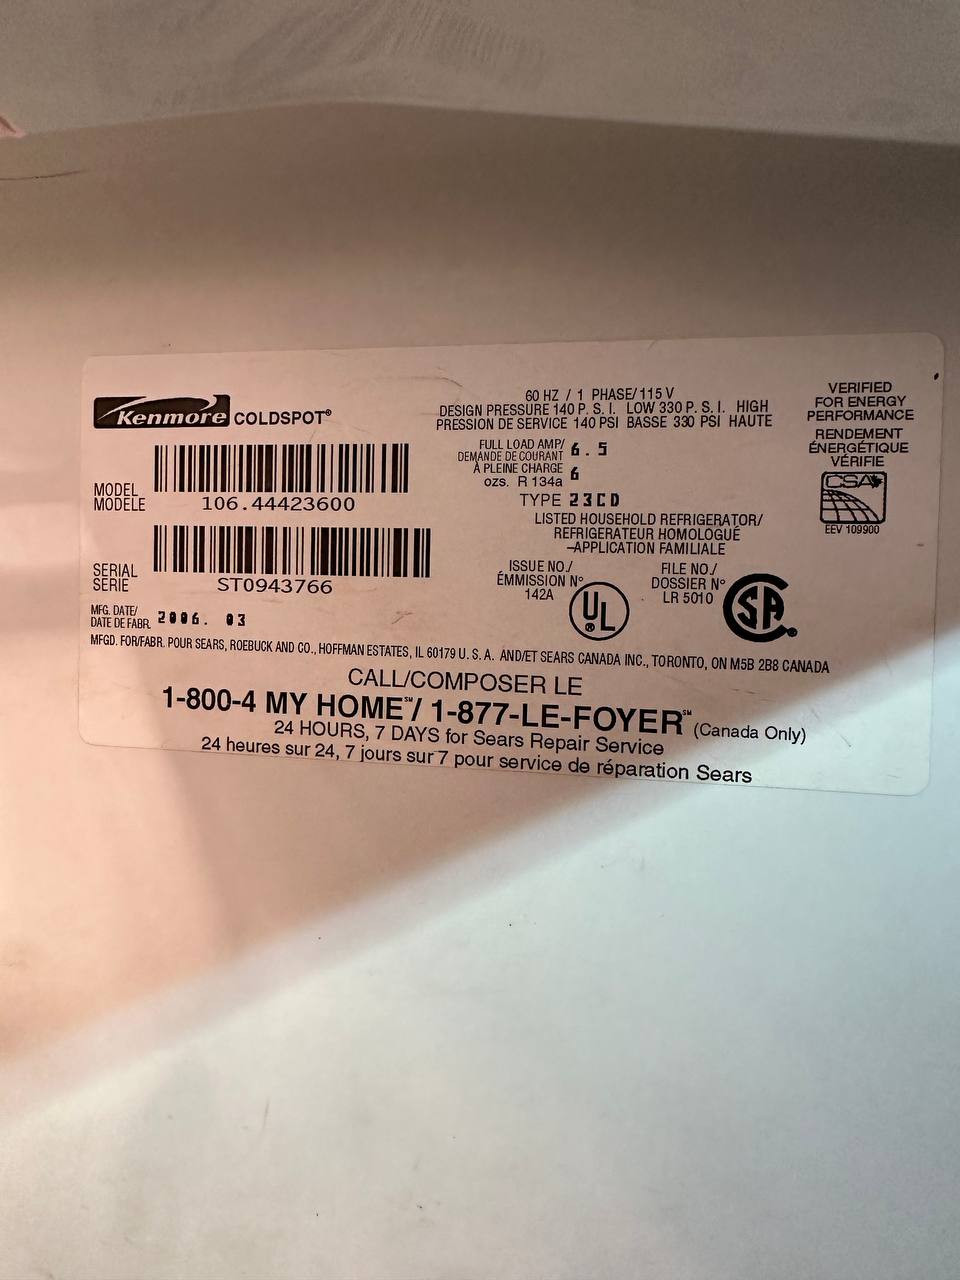 Kenmore COLDSPOT®
MODEL
MODELE
106.44423600
SERIAL
SERIE
ST0943766
MFG. DATE/
DATE DE FABR. 2006. 03
60 HZ / 1 PHASE/115 V
DESIGN PRESSURE 140 P. S. I. LOW 330 P. S. I. HIGH
PRESSION DE SERVICE 140 PSI BASSE 330 PSI HAUTE
FULL LOAD AMP/
DEMANDE DE COURANT
À PLEINE CHARGE
6.5
ozs. R 134a 6
TYPE 23CD
LISTED HOUSEHOLD REFRIGERATOR/
REFRIGERATEUR HOMOLOGUÉ
–APPLICATION FAMILIALE
ISSUE NO./
ÉMMISSION N°
142A
UL®
FILE NO./
DOSSIER N°
LR 5010
SA®
VERIFIED
FOR ENERGY
PERFORMANCE
RENDEMENT
ÉNERGÉTIQUE
VÉRIFIE
CSA
EEV 109900
MFGD. FOR/FABR. POUR SEARS, ROEBUCK AND CO., HOFFMAN ESTATES, IL 60179 U. S. A. AND/ET SEARS CANADA INC., TORONTO, ON M5B 2B8 CANADA
CALL/COMPOSER LE
1-800-4 MY HOME℠/ 1-877-LE-FOYER℠ (Canada Only)
24 HOURS, 7 DAYS for Sears Repair Service
24 heures sur 24, 7 jours sur 7 pour service de réparation Sears